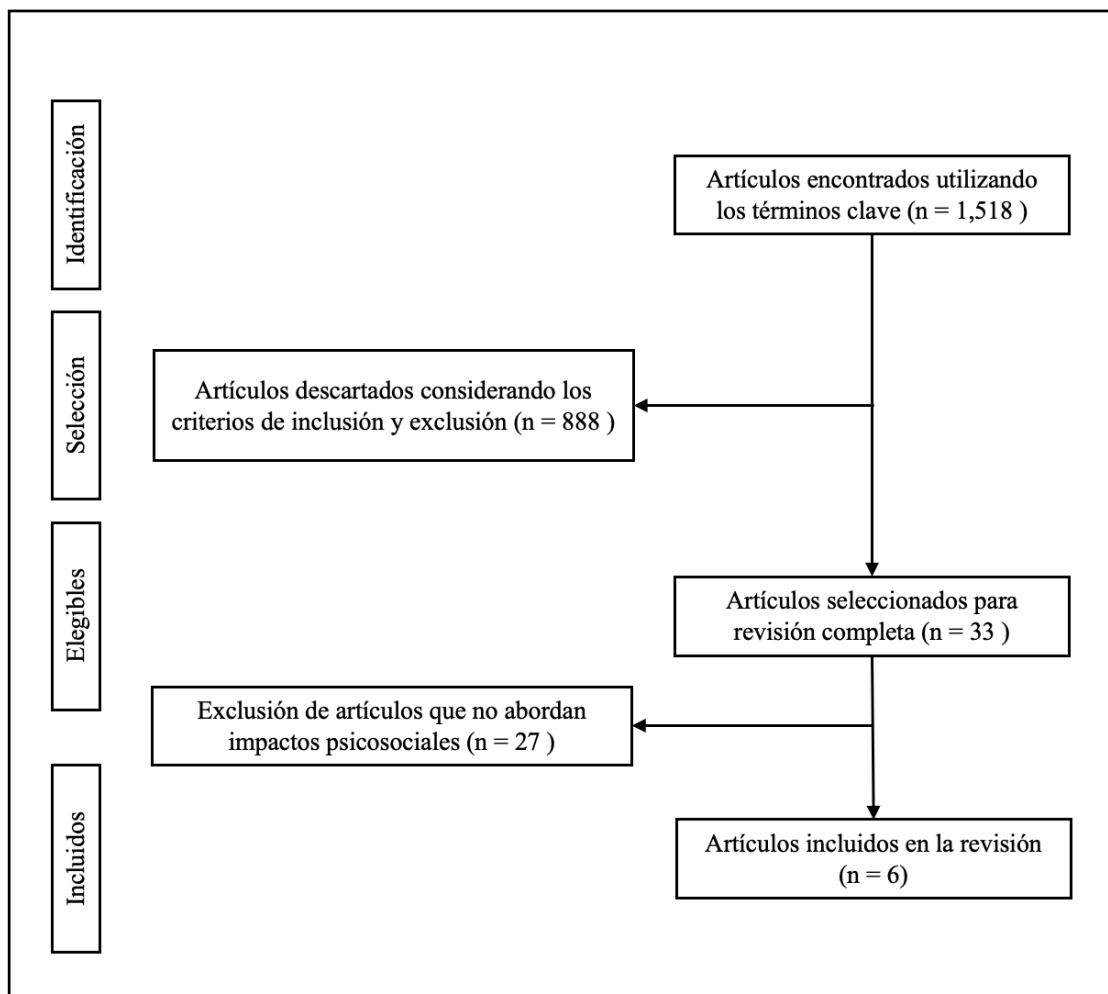 Identificación
Artículos encontrados utilizando
los términos clave (n = 1,518 )
Selección
Artículos descartados considerando los
criterios de inclusión y exclusión (n = 888 )
Elegibles
Artículos seleccionados para
revisión completa (n = 33 )
Exclusión de artículos que no abordan
impactos psicosociales (n = 27 )
Incluidos
Artículos incluidos en la revisión
(n = 6)